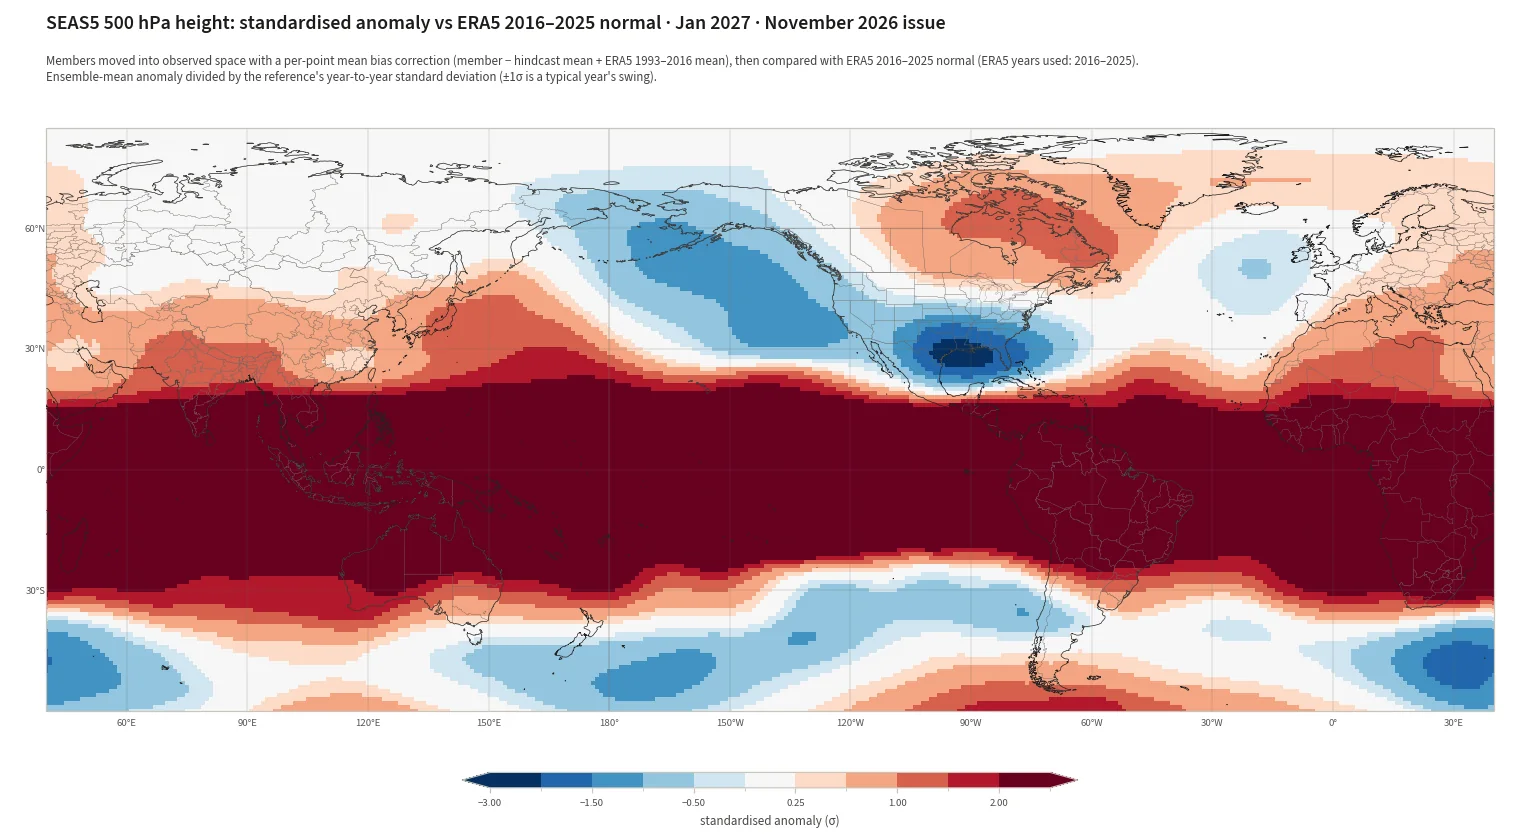 SEAS5 500 hPa height: standardised anomaly vs ERA5 2016–2025 normal · Jan 2027 · November 2026 issue
Members moved into observed space with a per-point mean bias correction (member − hindcast mean + ERA5 1993–2016 mean), then compared with ERA5 2016–2025 normal (ERA5 years used: 2016–2025).
Ensemble-mean anomaly divided by the reference's year-to-year standard deviation (±1σ is a typical year's swing).
60°N
30°N
0°
30°S
60°E 90°E 120°E 150°E 180° 150°W 120°W 90°W 60°W 30°W 0° 30°E
−3.00 −1.50 −0.50 0.25 1.00 2.00
standardised anomaly (σ)